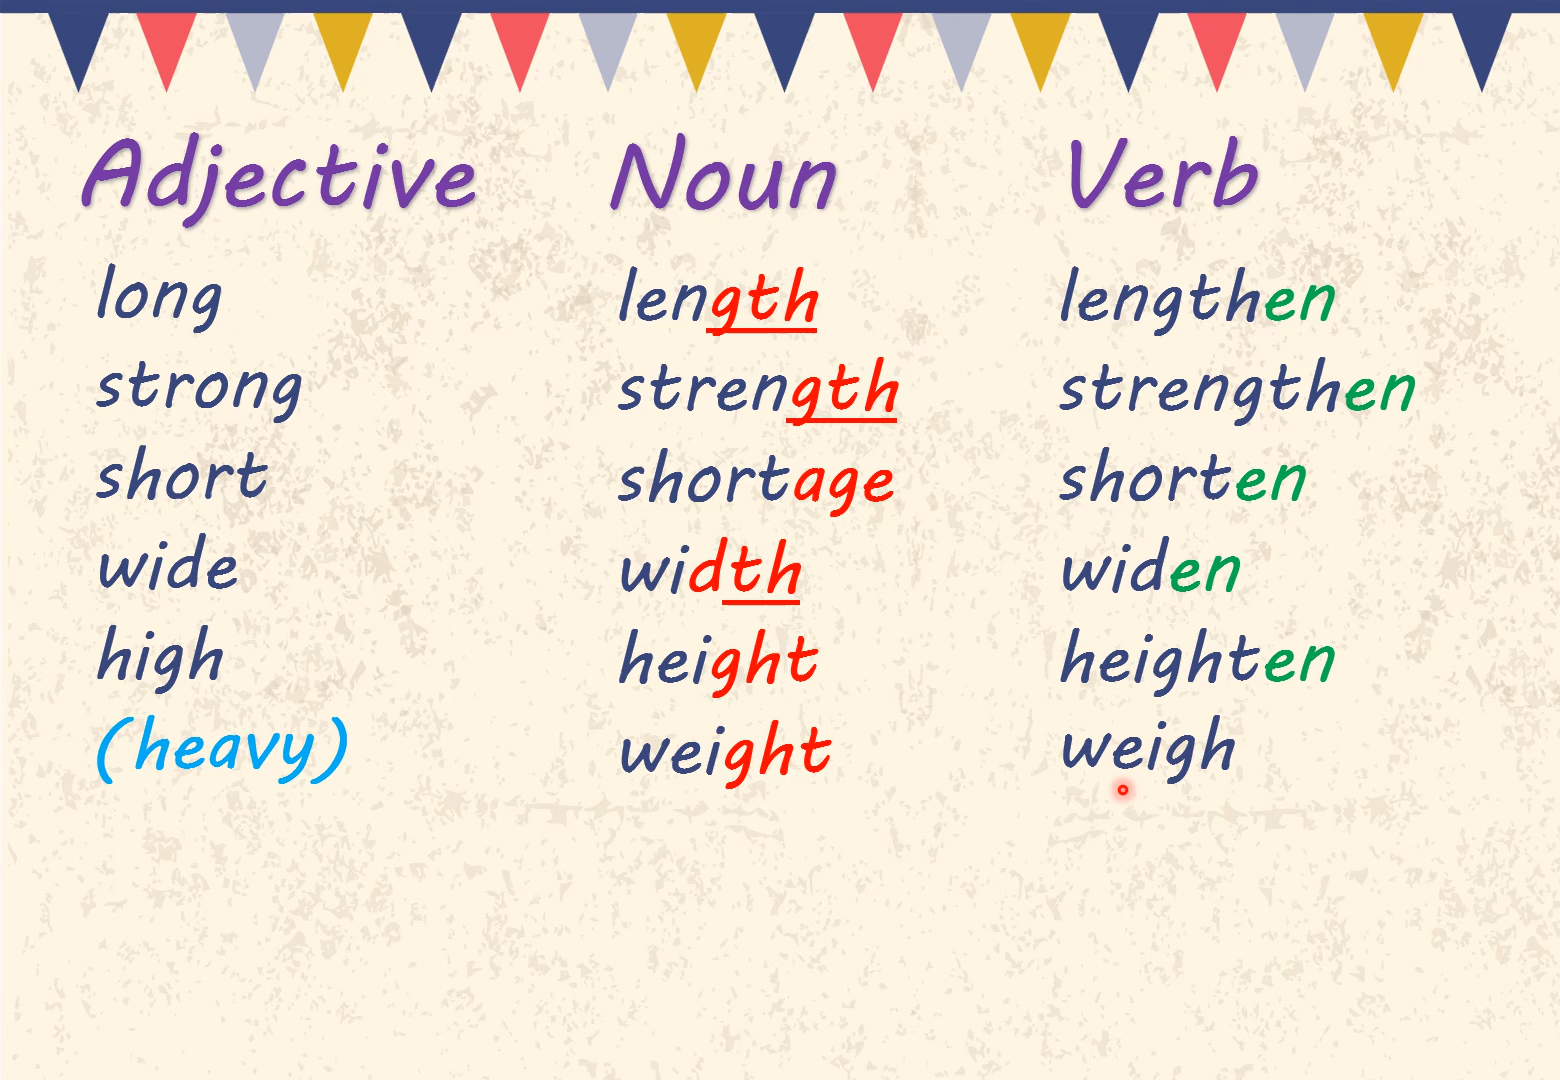 Adjective Noun Verb
long length lengthen
strong strength strengthen
short shortage shorten
wide width widen
high height heighten
(heavy) weight weigh